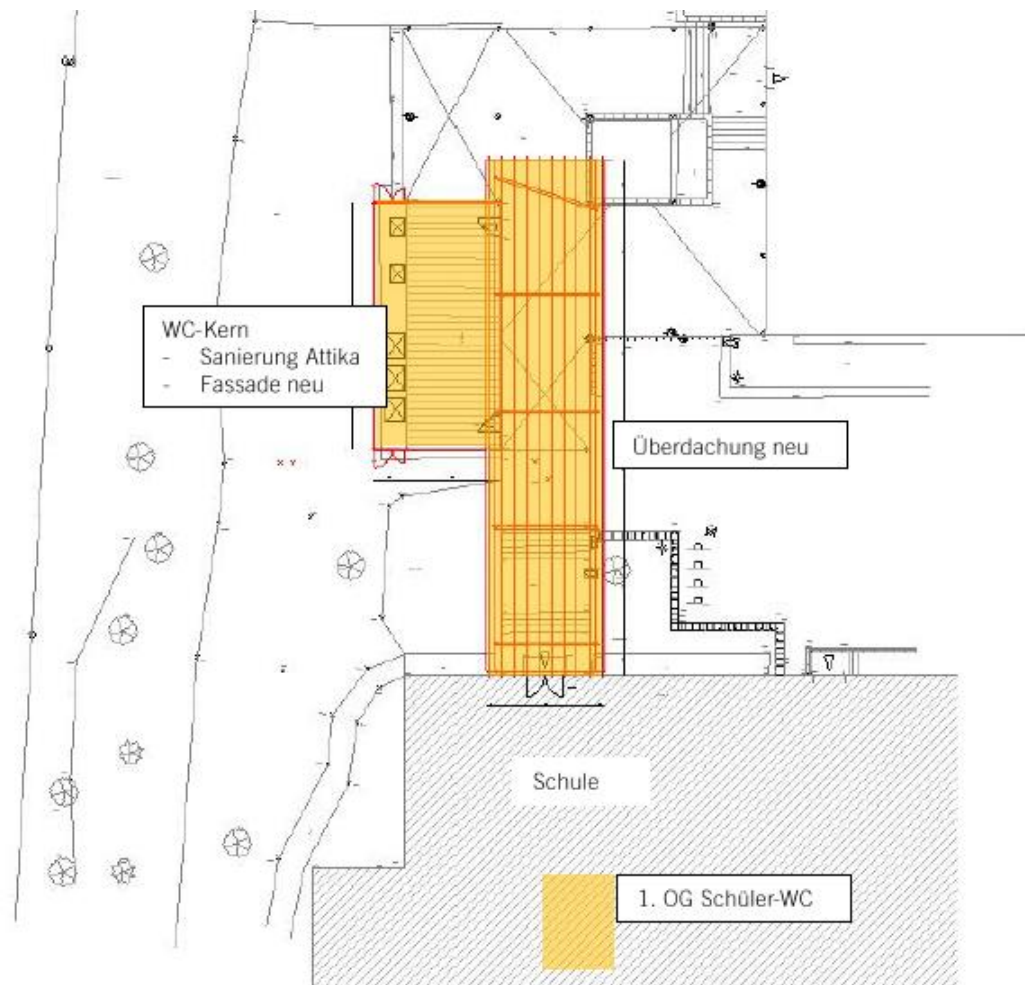 WC-Kern
- Sanierung Attika
- Fassade neu
Überdachung neu
Schule
1. OG Schüler-WC